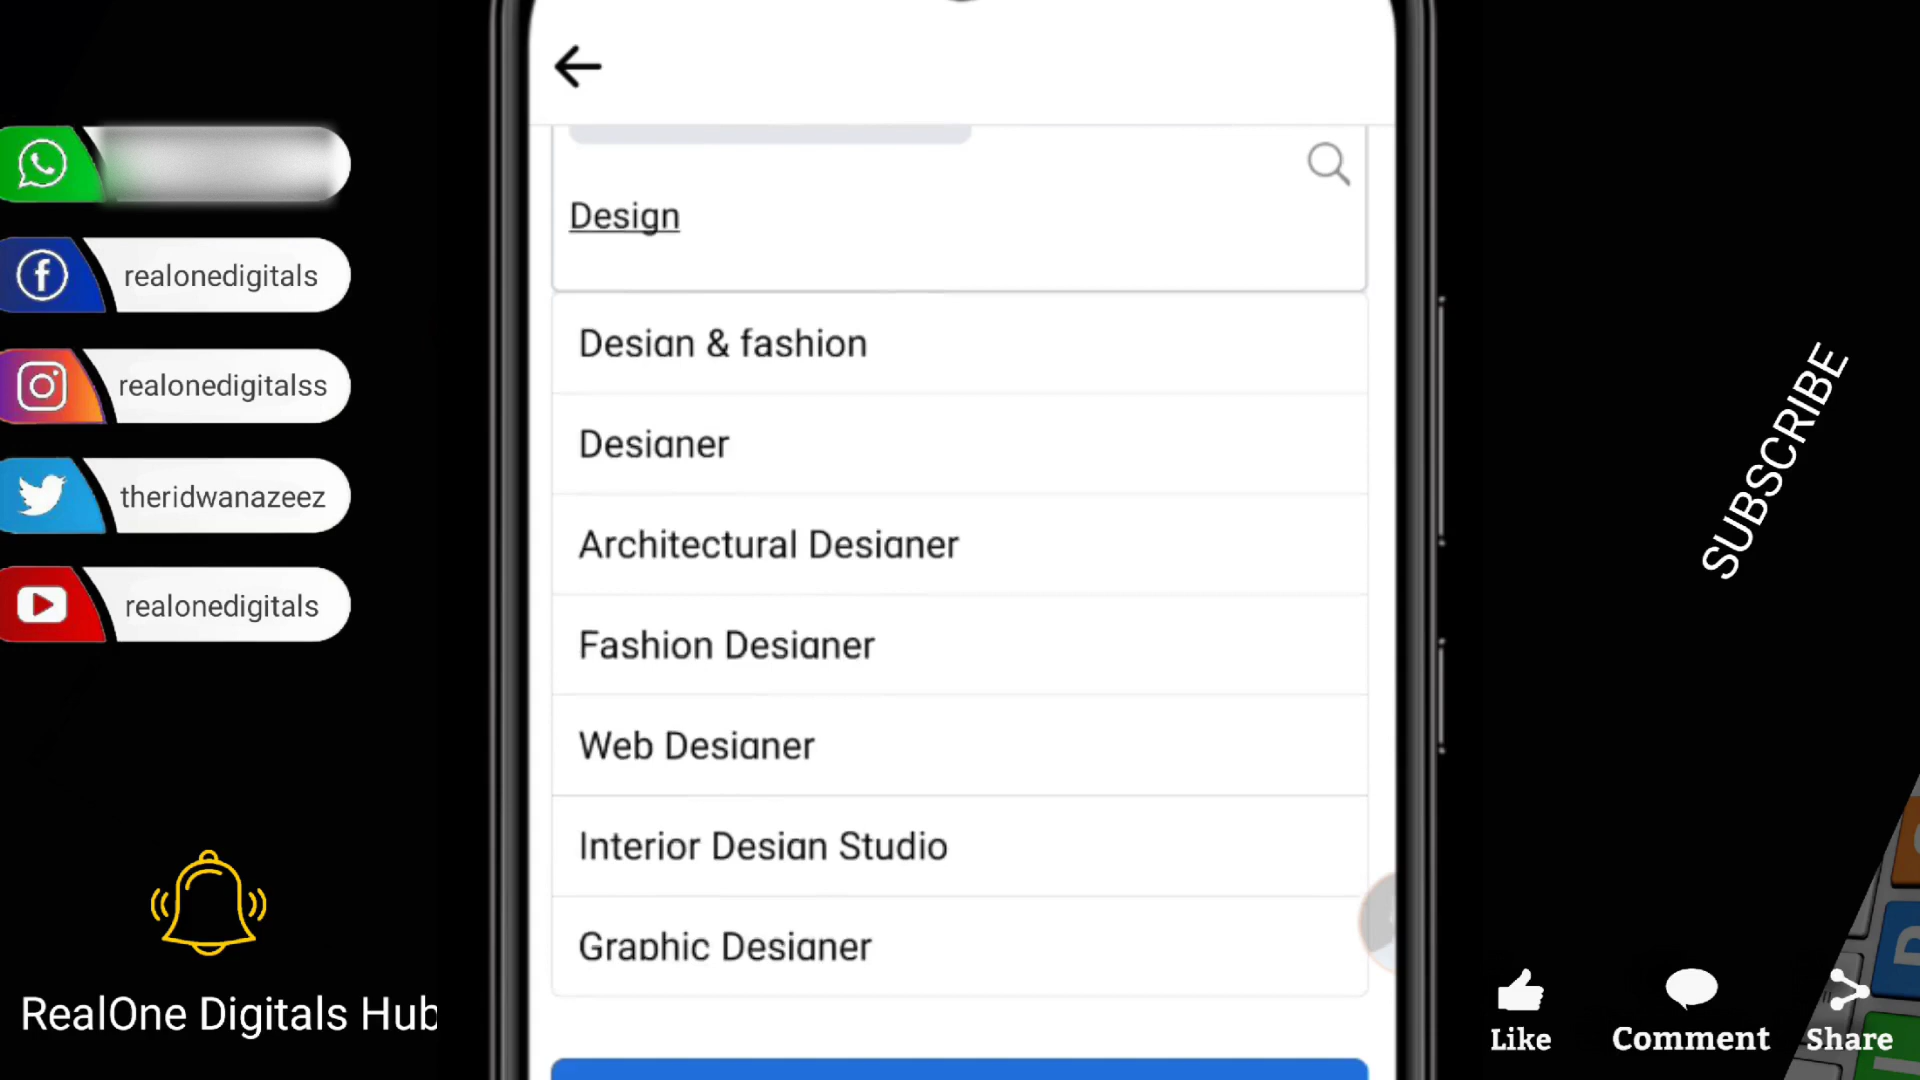 realonedigitals
realonedigitalss
theridwanazeez
realonedigitals
RealOne Digitals Hub
Design
Design & fashion
Designer
Architectural Designer
Fashion Designer
Web Designer
Interior Design Studio
Graphic Designer
SUBSCRIBE
Like
Comment
Share